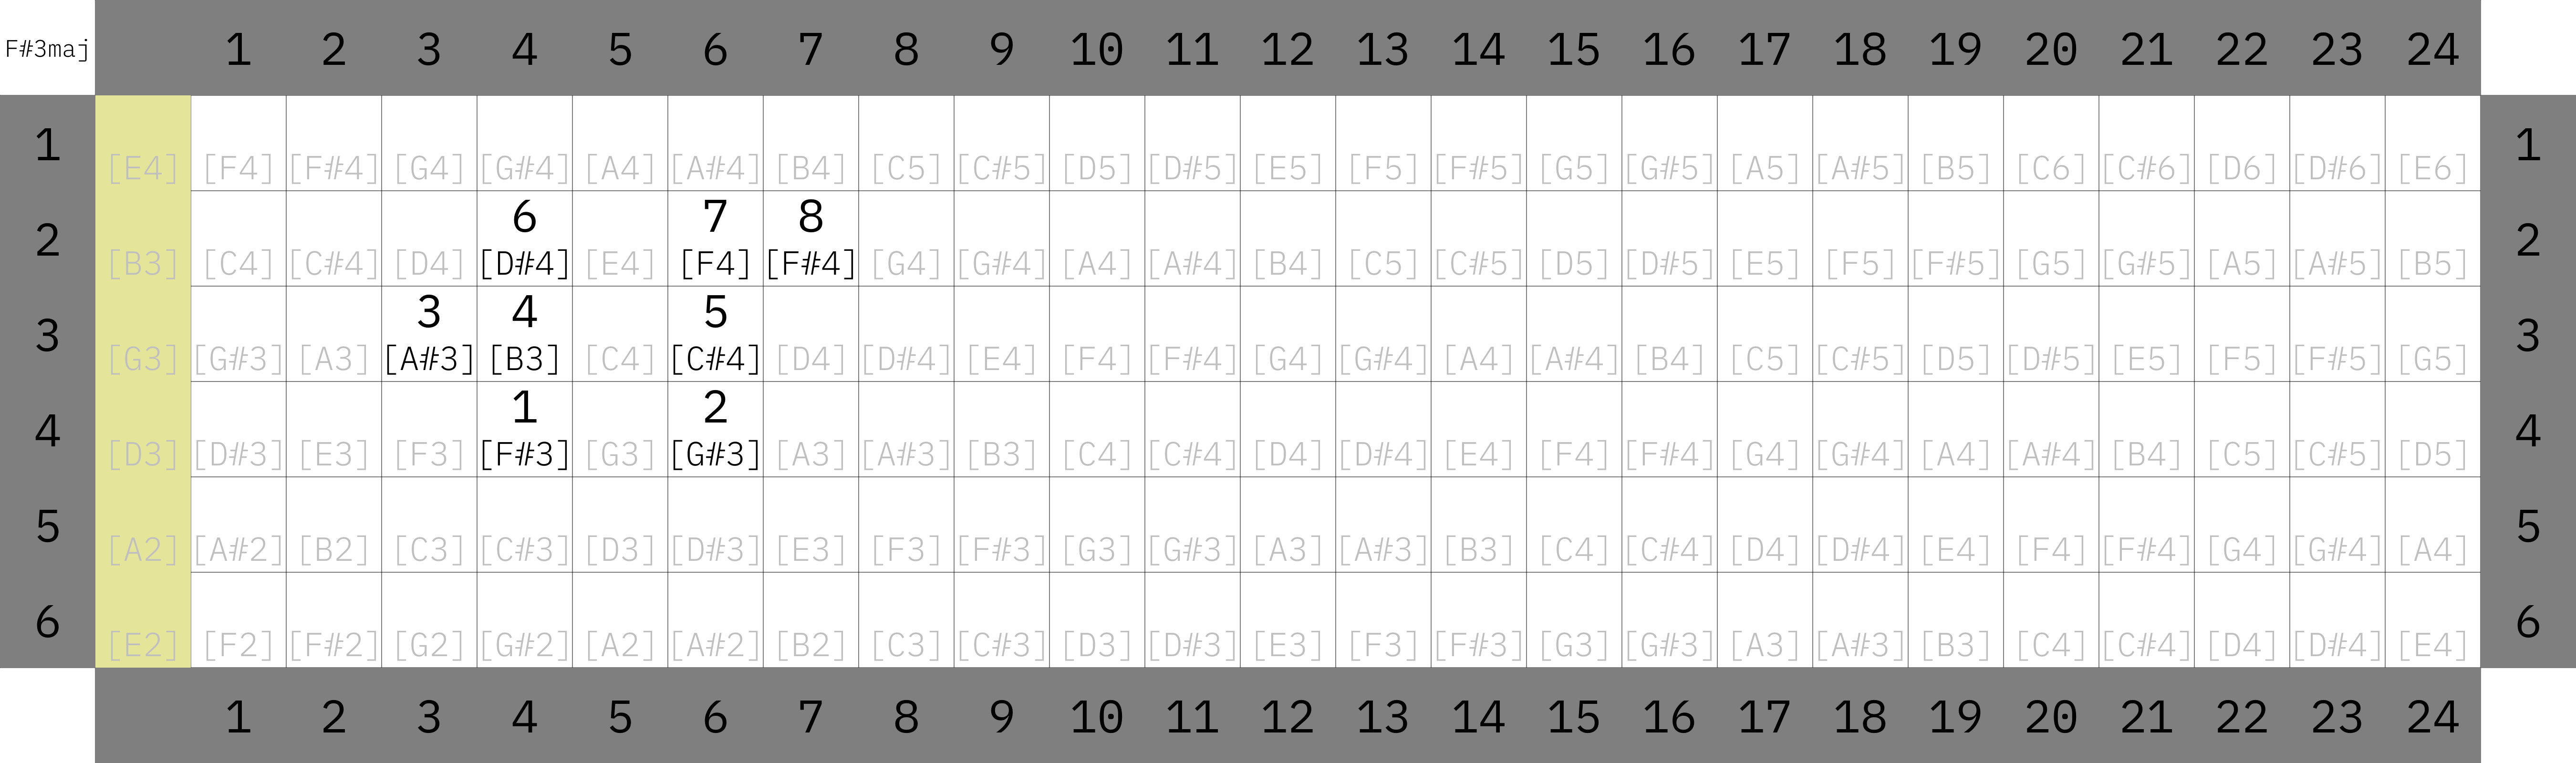 F#3maj 1 2 3 4 5 6 7 8 9 10 11 12 13 14 15 16 17 18 19 20 21 22 23 24
1 [E4] [F4] [F#4] [G4] [G#4] [A4] [A#4] [B4] [C5] [C#5] [D5] [D#5] [E5] [F5] [F#5] [G5] [G#5] [A5] [A#5] [B5] [C6] [C#6] [D6] [D#6] [E6] 1
6 7 8
2 [B3] [C4] [C#4] [D4] [D#4] [E4] [F4] [F#4] [G4] [G#4] [A4] [A#4] [B4] [C5] [C#5] [D5] [D#5] [E5] [F5] [F#5] [G5] [G#5] [A5] [A#5] [B5] 2
3 4 5
3 [G3] [G#3] [A3] [A#3] [B3] [C4] [C#4] [D4] [D#4] [E4] [F4] [F#4] [G4] [G#4] [A4] [A#4] [B4] [C5] [C#5] [D5] [D#5] [E5] [F5] [F#5] [G5] 3
1 2
4 [D3] [D#3] [E3] [F3] [F#3] [G3] [G#3] [A3] [A#3] [B3] [C4] [C#4] [D4] [D#4] [E4] [F4] [F#4] [G4] [G#4] [A4] [A#4] [B4] [C5] [C#5] [D5] 4
5 [A2] [A#2] [B2] [C3] [C#3] [D3] [D#3] [E3] [F3] [F#3] [G3] [G#3] [A3] [A#3] [B3] [C4] [C#4] [D4] [D#4] [E4] [F4] [F#4] [G4] [G#4] [A4] 5
6 [E2] [F2] [F#2] [G2] [G#2] [A2] [A#2] [B2] [C3] [C#3] [D3] [D#3] [E3] [F3] [F#3] [G3] [G#3] [A3] [A#3] [B3] [C4] [C#4] [D4] [D#4] [E4] 6
1 2 3 4 5 6 7 8 9 10 11 12 13 14 15 16 17 18 19 20 21 22 23 24